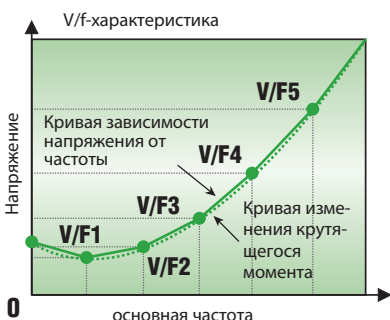 V/f-характеристика
Напряжение
V/F5
Кривая зависимости
напряжения от
частоты
V/F4
V/F3
Кривая изме-
нения крутя-
щегося
момента
V/F1
V/F2
0
основная частота